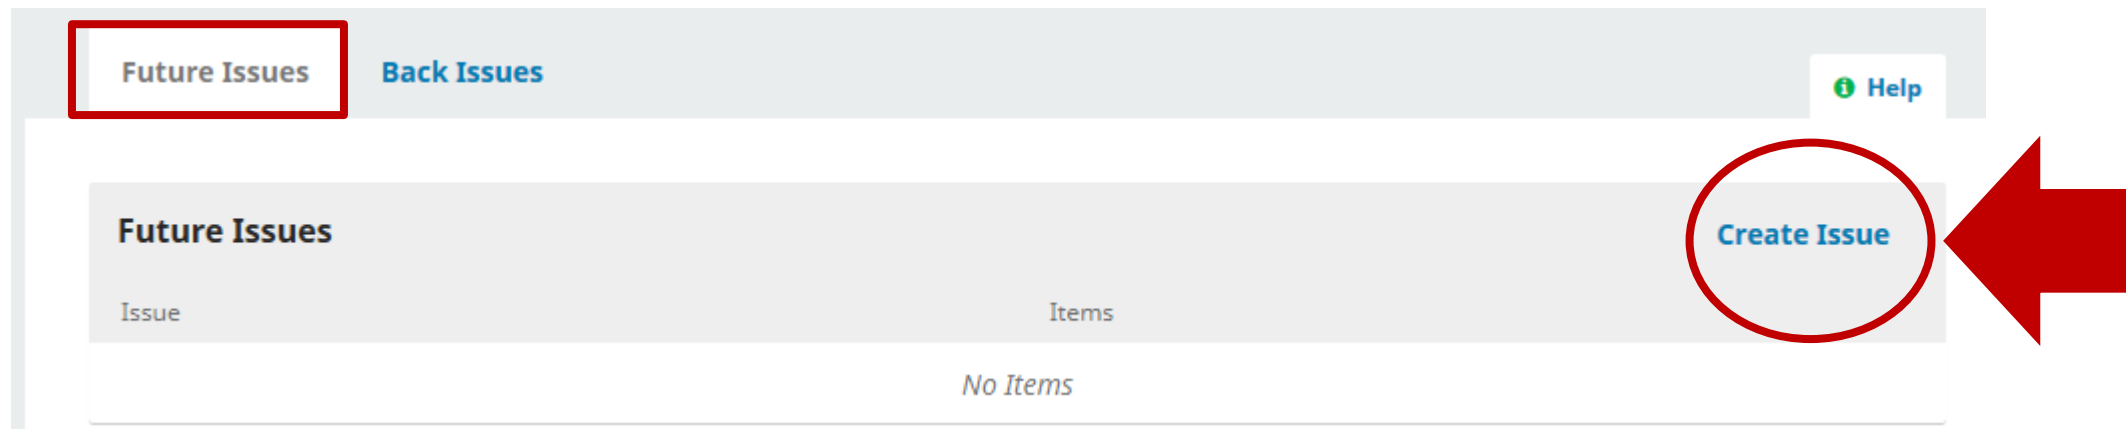 Future Issues Back Issues
Help
Future Issues Create Issue
Issue Items
No Items